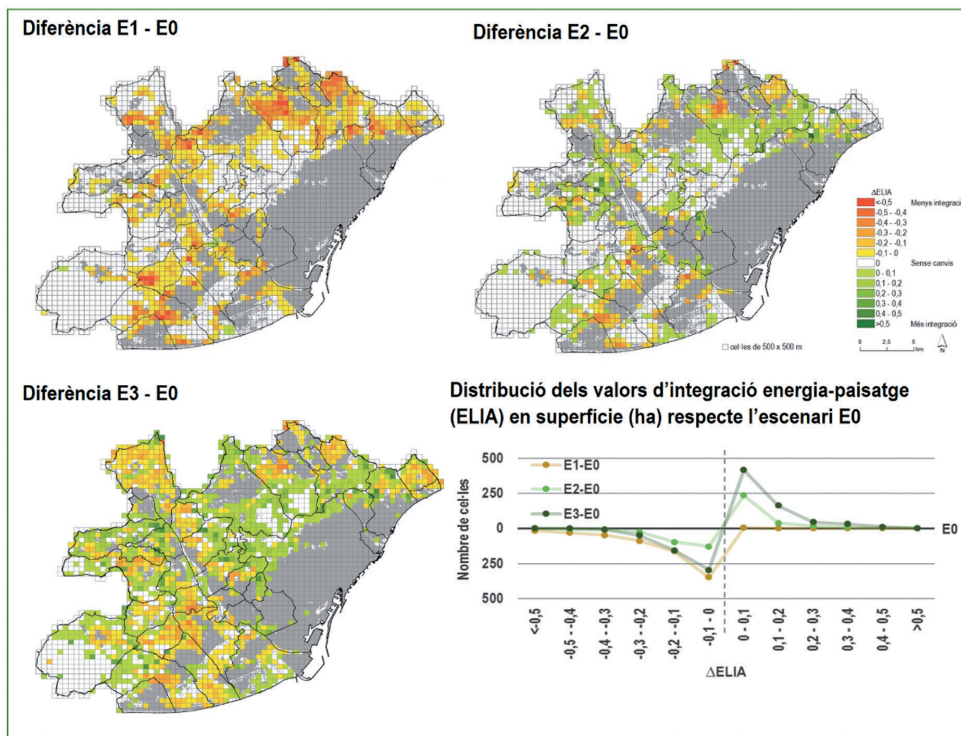 Diferència E1 - E0
Diferència E2 - E0
ΔELIA
<-0,5
Menys integració
-0,5 - -0,4
-0,4 - -0,3
-0,3 - -0,2
-0,2 - -0,1
-0,1 - 0
0
Sense canvis
0 - 0,1
0,1 - 0,2
0,2 - 0,3
0,3 - 0,4
0,4 - 0,5
>0,5
Més integració
cel·les de 500 x 500 m
0 2,5 5
km
N
Diferència E3 - E0
Distribució dels valors d’integració energia-paisatge
(ELIA) en superfície (ha) respecte l’escenari E0
Nombre de cel·les
500
250
0
250
500
E1-E0
E2-E0
E3-E0
E0
<-0,5
-0,5 - -0,4
-0,4 - -0,3
-0,3 - -0,2
-0,2 - -0,1
-0,1 - 0
0 - 0,1
0,1 - 0,2
0,2 - 0,3
0,3 - 0,4
0,4 - 0,5
>0,5
ΔELIA